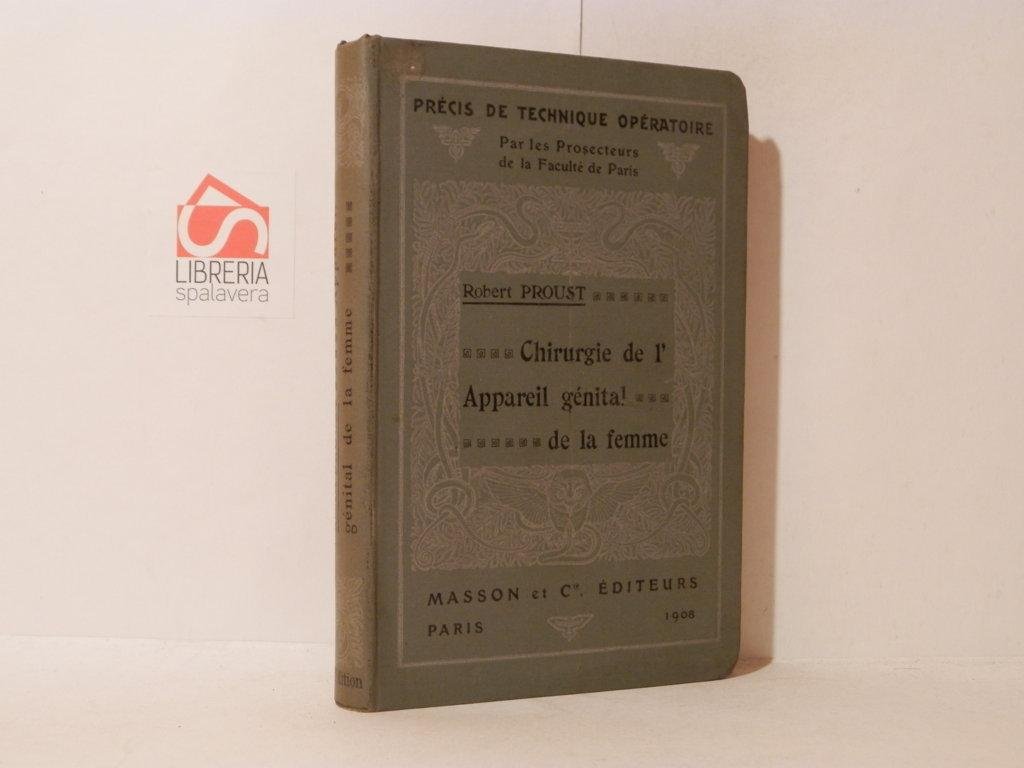 PRÉCIS DE TECHNIQUE OPÉRATOIRE
Par les Prosecteurs
de la Faculté de Paris
Robert PROUST
Chirurgie de l'
Appareil génital
de la femme
MASSON et Cie, ÉDITEURS
PARIS
1908
génital de la femme
LIBRERIA
spalavera